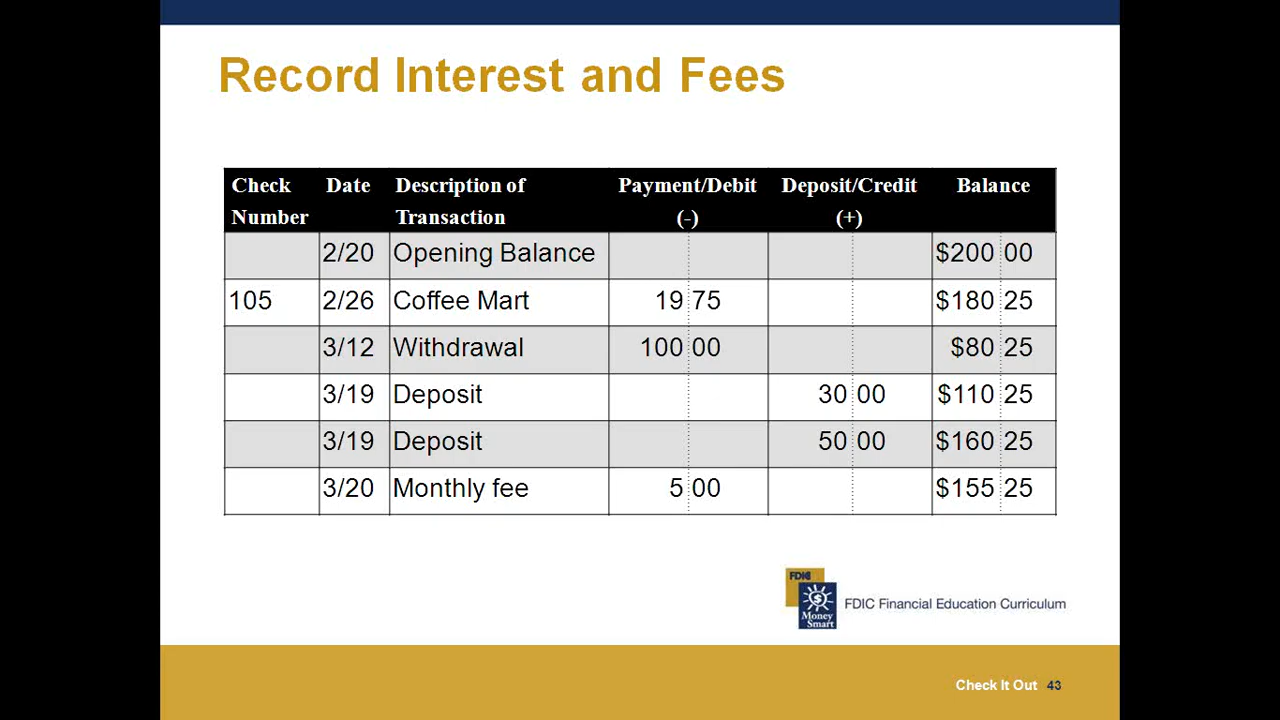 Record Interest and Fees
Check Number Date Description of Transaction Payment/Debit (-) Deposit/Credit (+) Balance
2/20 Opening Balance $200 00
105 2/26 Coffee Mart 19 75 $180 25
3/12 Withdrawal 100 00 $80 25
3/19 Deposit 30 00 $110 25
3/19 Deposit 50 00 $160 25
3/20 Monthly fee 5 00 $155 25
FDIC
$
Money
Smart
FDIC Financial Education Curriculum
Check It Out 43